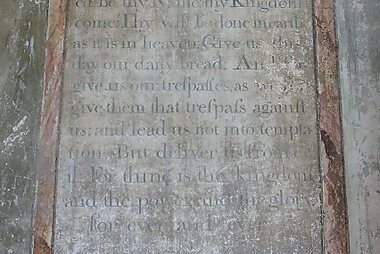 ed be thy Name, thy Kingdom
come; Thy will be done in earth
as it is in heaven. Give us this
day our daily bread; And
give us our treſpaſſes, as we
give them that treſpaſs againſt
us; and lead us not into tempta
tion, But deliver us from e
il: For thine is the kingdom
and the power and the glory
for ever and ever